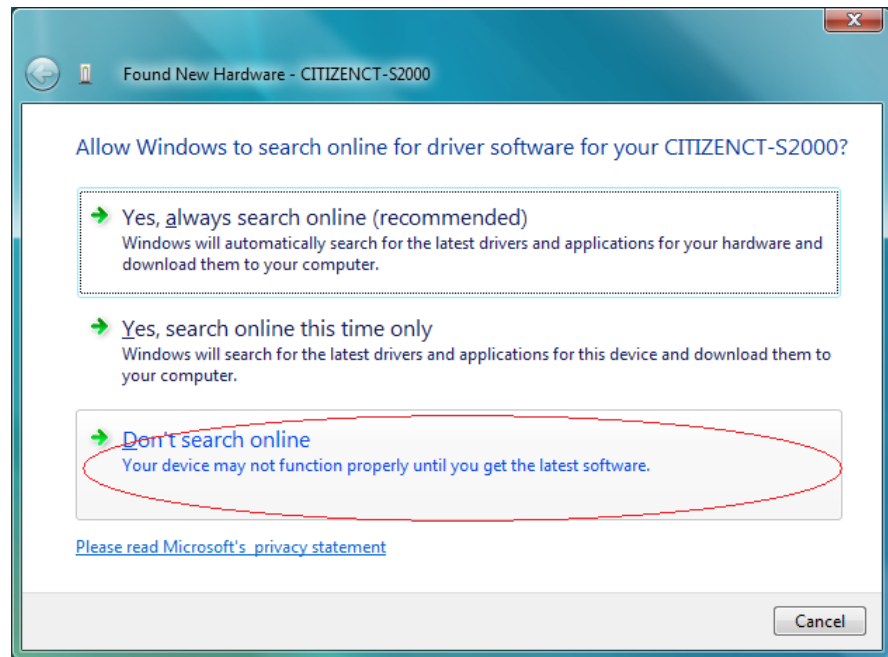 Found New Hardware - CITIZENCT-S2000
Allow Windows to search online for driver software for your CITIZENCT-S2000?
Yes, always search online (recommended)
Windows will automatically search for the latest drivers and applications for your hardware and
download them to your computer.
Yes, search online this time only
Windows will search for the latest drivers and applications for this device and download them to
your computer.
Don't search online
Your device may not function properly until you get the latest software.
Please read Microsoft's privacy statement
Cancel